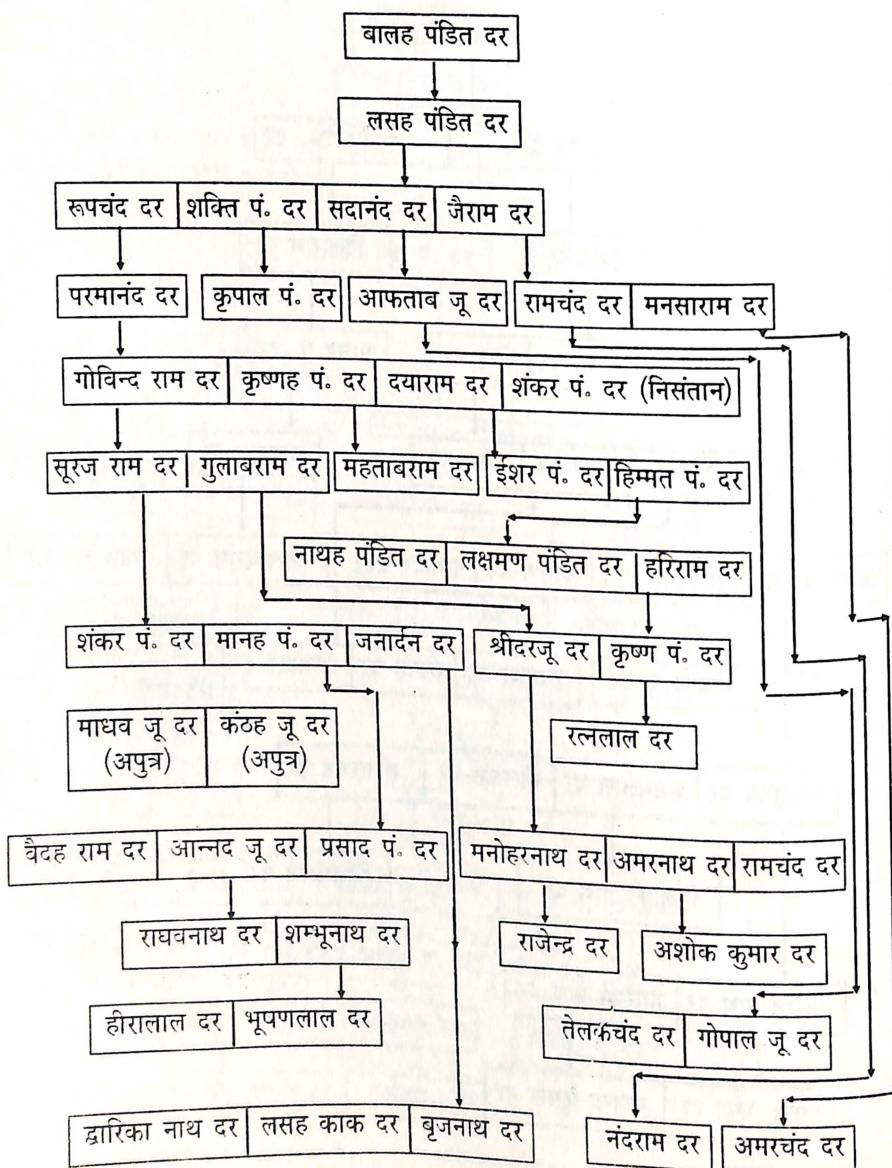 बालह पंडित दर
लसह पंडित दर
रूपचंद दर शक्ति पं॰ दर सदानंद दर जैराम दर
परमानंद दर कृपाल पं॰ दर आफताब जू दर रामचंद दर मनसाराम दर
गोविन्द राम दर कृष्णह पं॰ दर दयाराम दर शंकर पं॰ दर (निसंतान)
सूरज राम दर गुलाबराम दर महताबराम दर ईशर पं॰ दर हिम्मत पं॰ दर
नाथह पंडित दर लक्षमण पंडित दर हरिराम दर
शंकर पं॰ दर मानह पं॰ दर जनार्दन दर श्रीदरजू दर कृष्ण पं॰ दर
माधव जू दर कंठह जू दर रत्नलाल दर
(अपुत्र) (अपुत्र)
वैदह राम दर आन्नद जू दर प्रसाद पं॰ दर मनोहरनाथ दर अमरनाथ दर रामचंद दर
राघवनाथ दर शम्भूनाथ दर राजेन्द्र दर अशोक कुमार दर
हीरालाल दर भूषणलाल दर तेलकचंद दर गोपाल जू दर
द्वारिका नाथ दर लसह काक दर बृजनाथ दर नंदराम दर अमरचंद दर